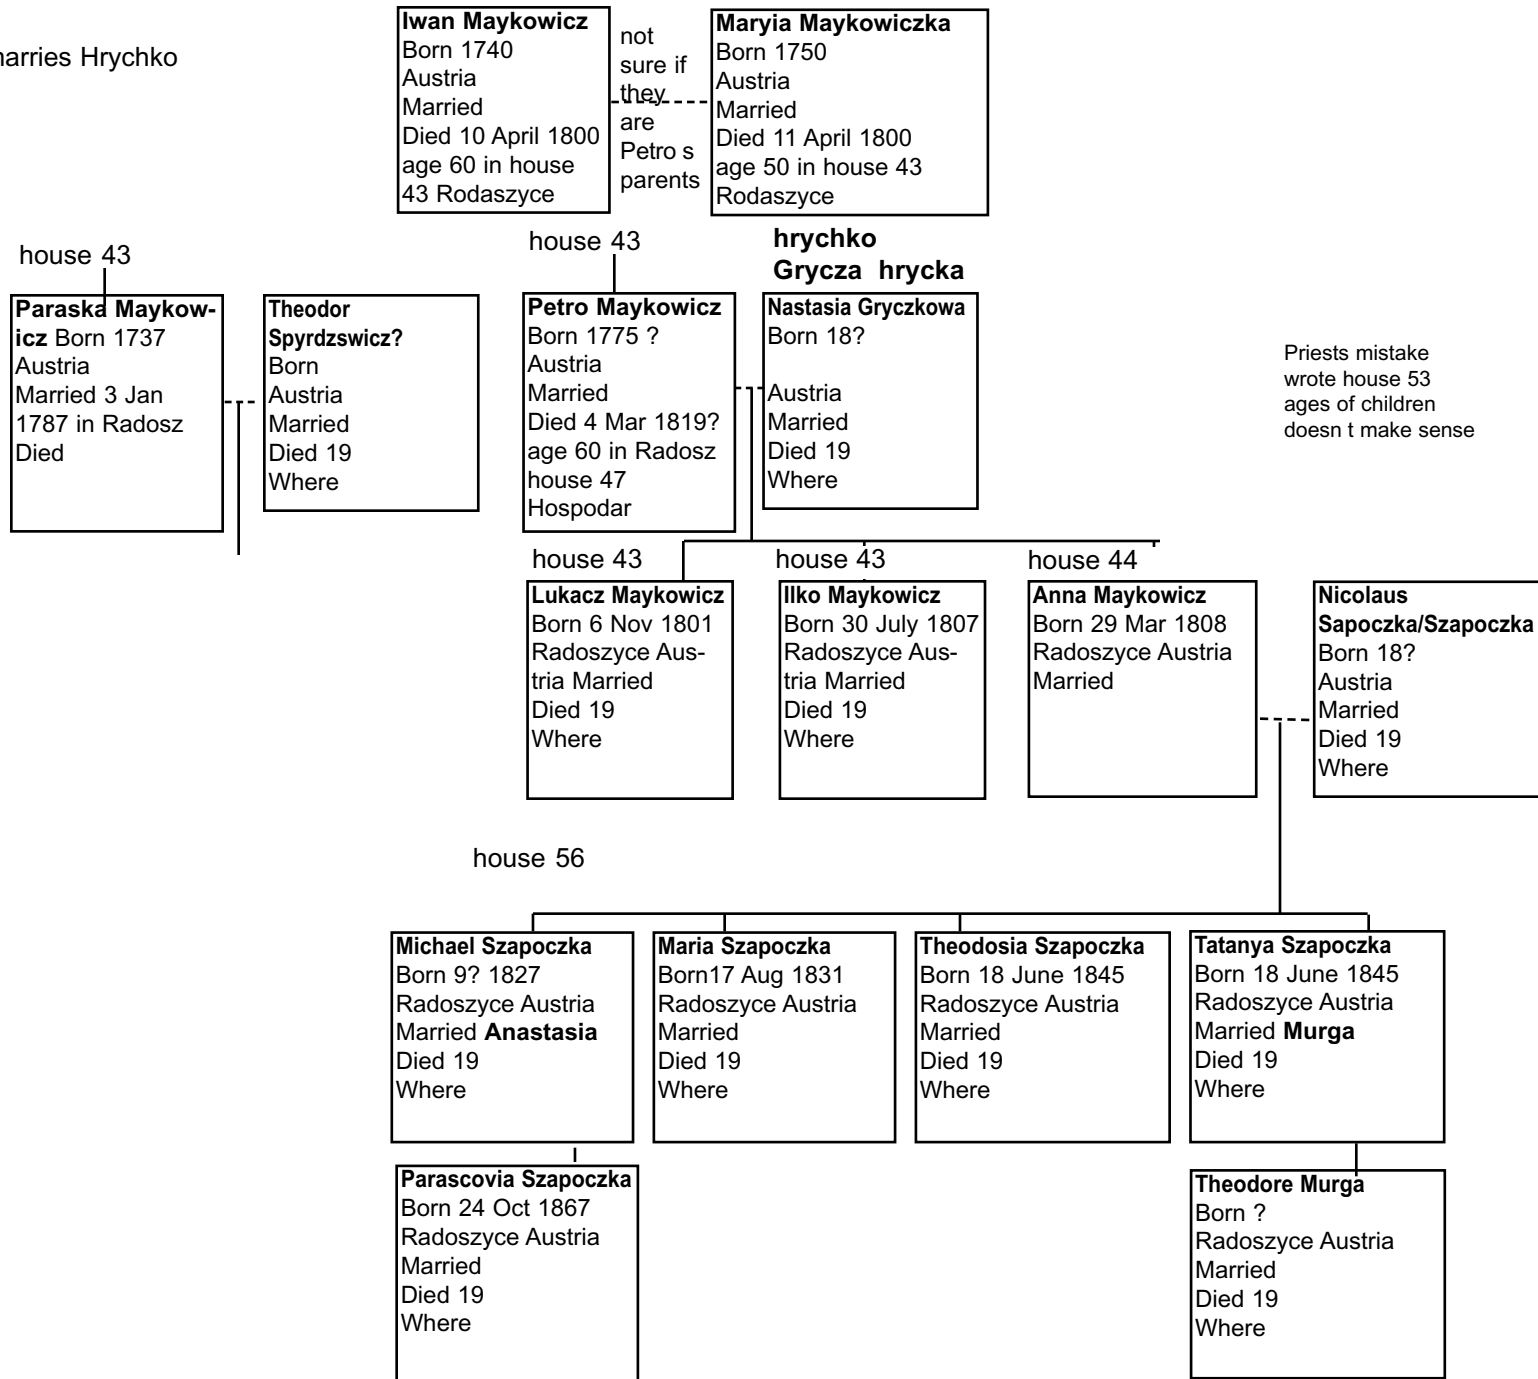 narries Hrychko
Iwan Maykowicz
Born 1740
Austria
Married
Died 10 April 1800
age 60 in house
43 Rodaszyce
not
sure if
they
are
Petro s
parents
Maryia Maykowiczka
Born 1750
Austria
Married
Died 11 April 1800
age 50 in house 43
Rodaszyce
house 43
Paraska Maykow-
icz Born 1737
Austria
Married 3 Jan
1787 in Radosz
Died
Theodor
Spyrdzswicz?
Born
Austria
Married
Died 19
Where
house 43
Petro Maykowicz
Born 1775 ?
Austria
Married
Died 4 Mar 1819?
age 60 in Radosz
house 47
Hospodar
hrychko
Grycza hrycka
Nastasia Gryczkowa
Born 18?
Austria
Married
Died 19
Where
Priests mistake
wrote house 53
ages of children
doesn t make sense
house 43
Lukacz Maykowicz
Born 6 Nov 1801
Radoszyce Aus-
tria Married
Died 19
Where
house 43
Ilko Maykowicz
Born 30 July 1807
Radoszyce Aus-
tria Married
Died 19
Where
house 44
Anna Maykowicz
Born 29 Mar 1808
Radoszyce Austria
Married
Nicolaus
Sapoczka/Szapoczka
Born 18?
Austria
Married
Died 19
Where
house 56
Michael Szapoczka
Born 9? 1827
Radoszyce Austria
Married Anastasia
Died 19
Where
Maria Szapoczka
Born17 Aug 1831
Radoszyce Austria
Married
Died 19
Where
Theodosia Szapoczka
Born 18 June 1845
Radoszyce Austria
Married
Died 19
Where
Tatanya Szapoczka
Born 18 June 1845
Radoszyce Austria
Married Murga
Died 19
Where
Parascovia Szapoczka
Born 24 Oct 1867
Radoszyce Austria
Married
Died 19
Where
Theodore Murga
Born ?
Radoszyce Austria
Married
Died 19
Where